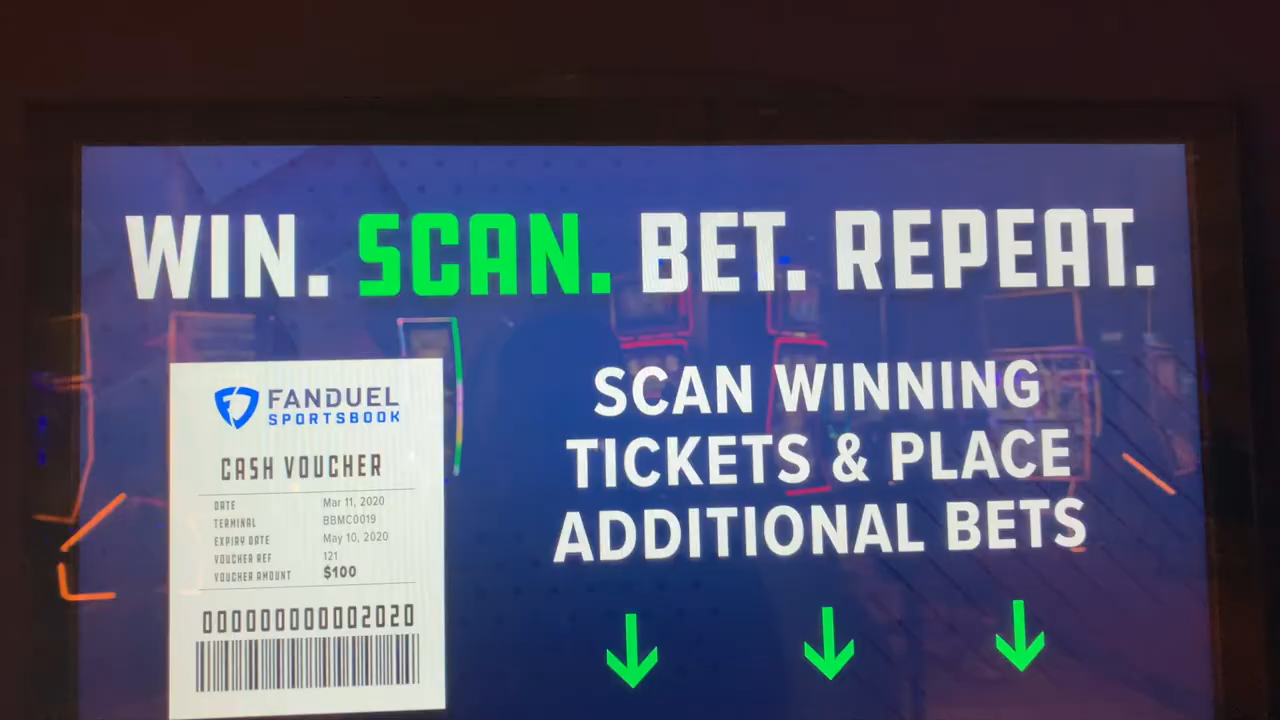 WIN. SCAN. BET. REPEAT.
FANDUEL
SPORTSBOOK
CASH VOUCHER
DATE Mar 11, 2020
TERMINAL BBMC0019
EXPIRY DATE May 10, 2020
VOUCHER REF 121
VOUCHER AMOUNT $100
000000000002020
SCAN WINNING
TICKETS & PLACE
ADDITIONAL BETS